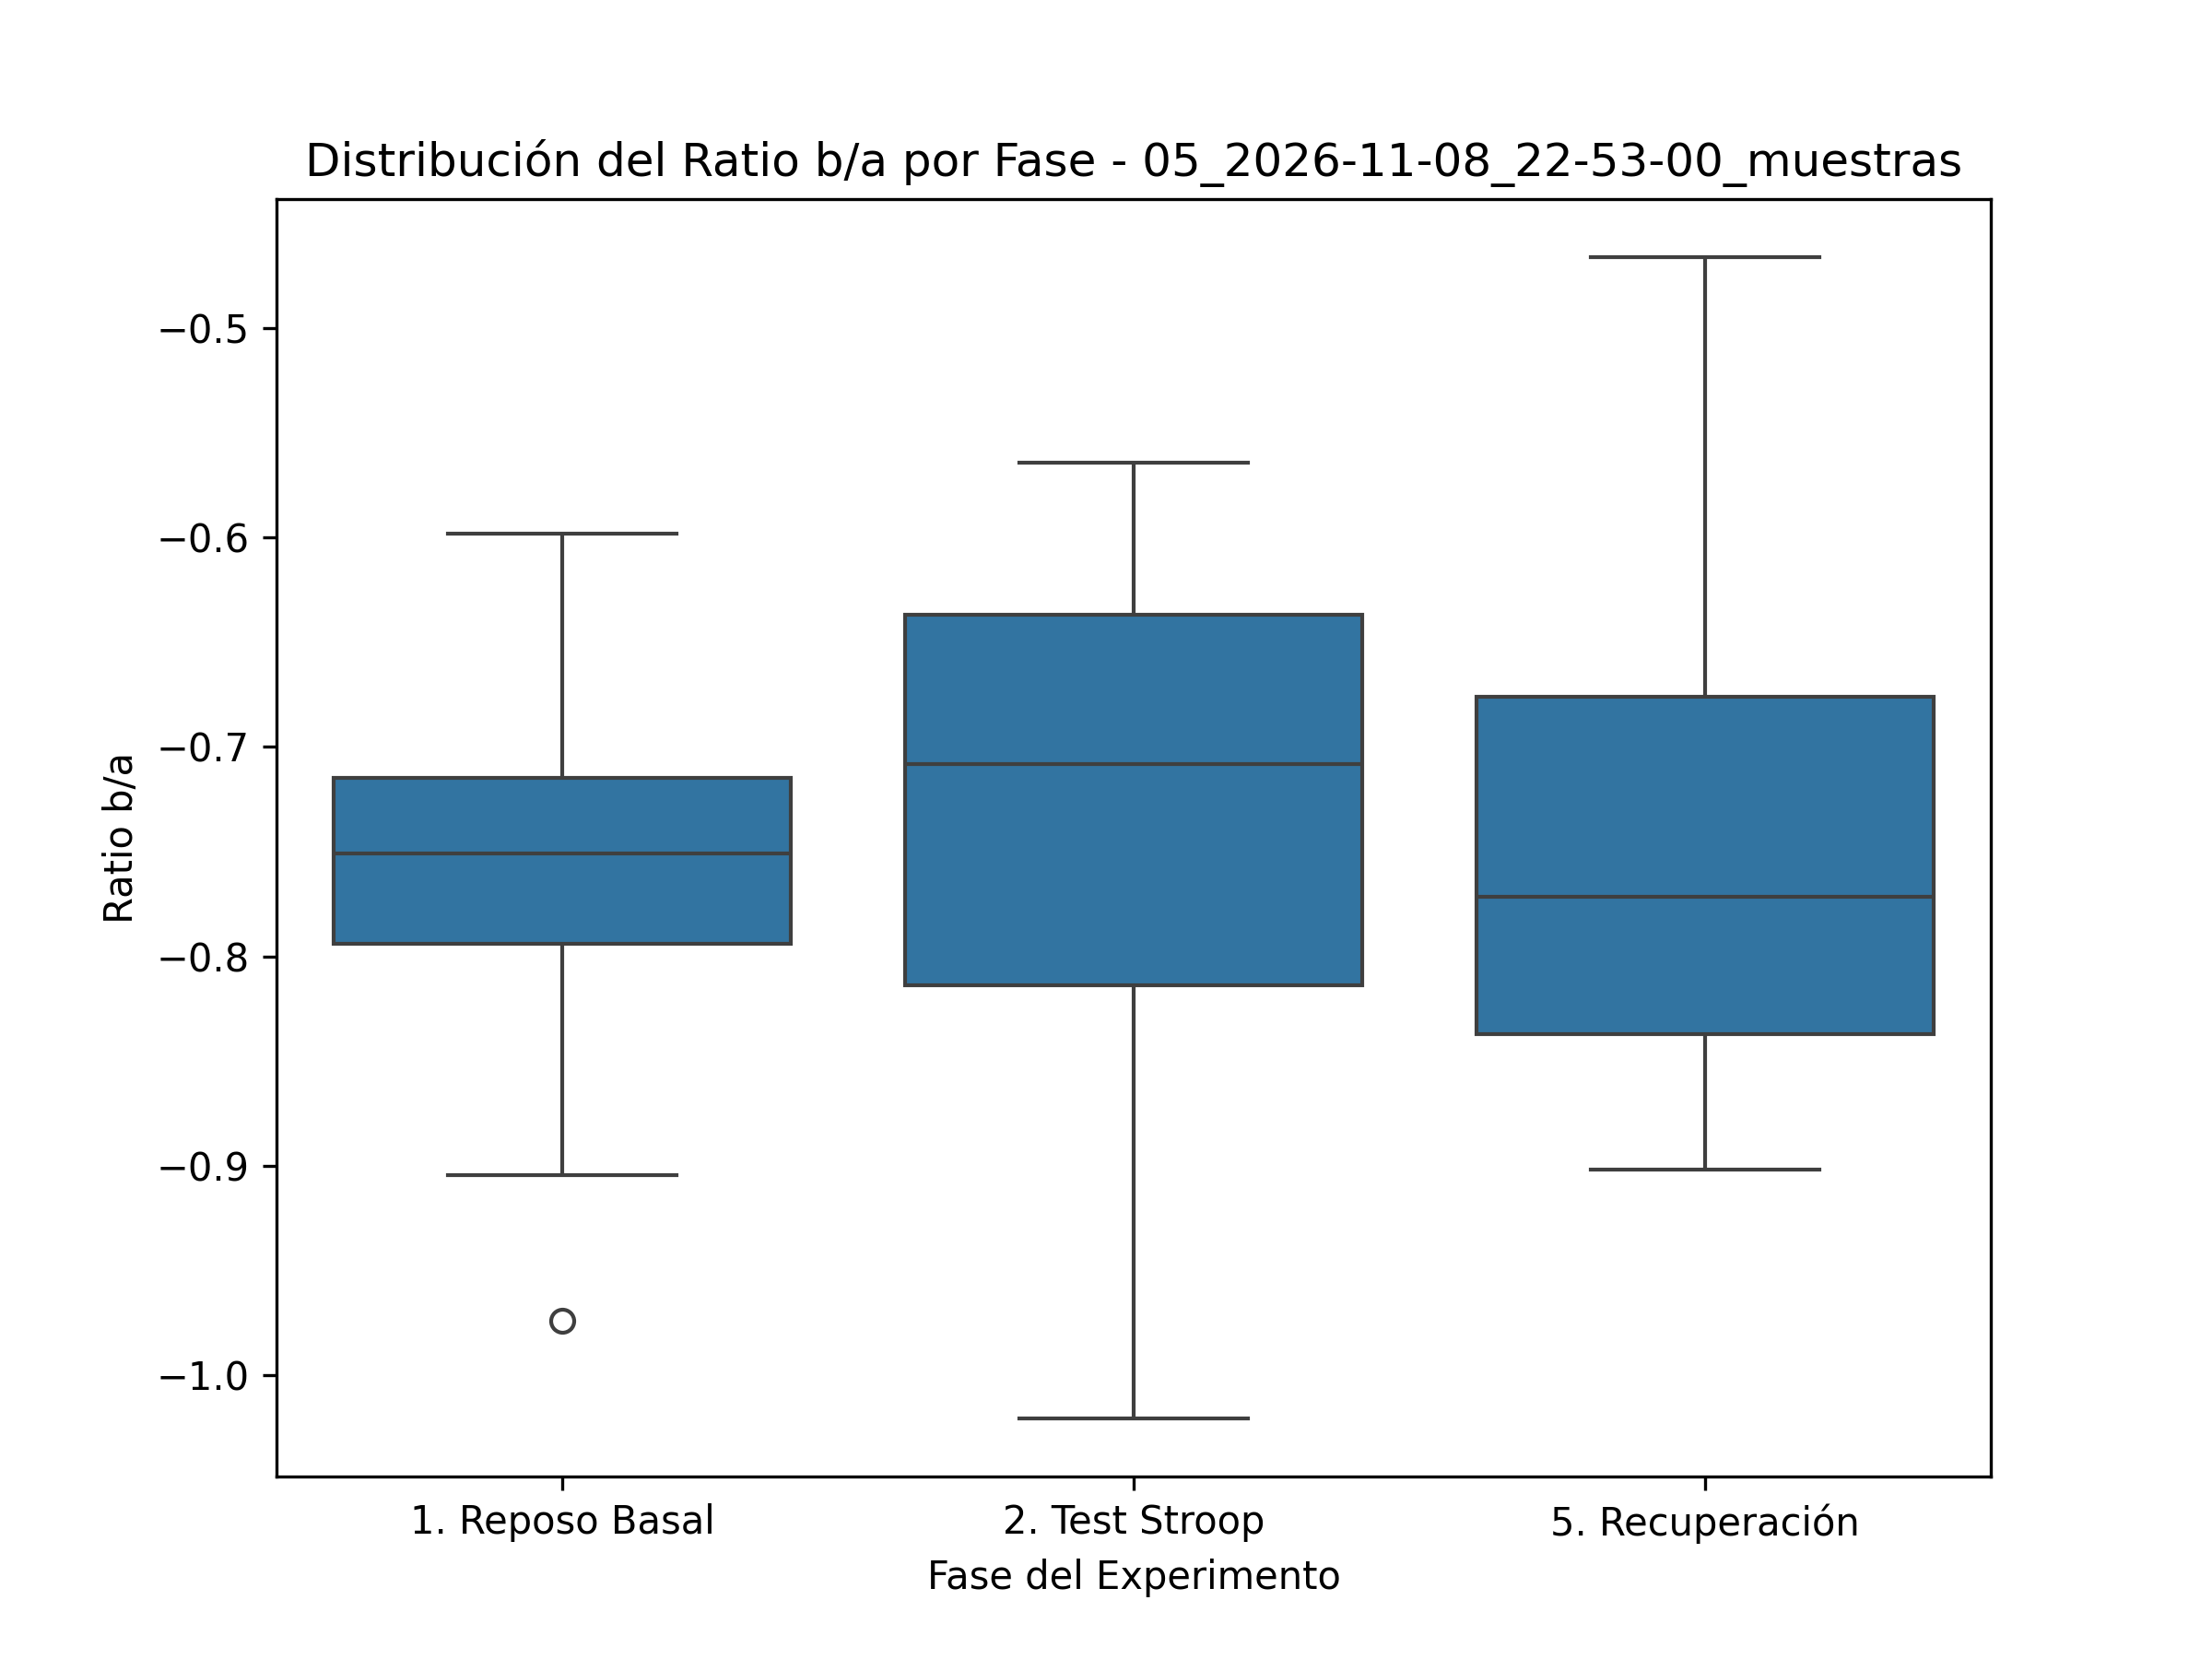 Distribución del Ratio b/a por Fase - 05_2026-11-08_22-53-00_muestras
Ratio b/a
−0.5
−0.6
−0.7
−0.8
−0.9
−1.0
1. Reposo Basal
2. Test Stroop
5. Recuperación
Fase del Experimento